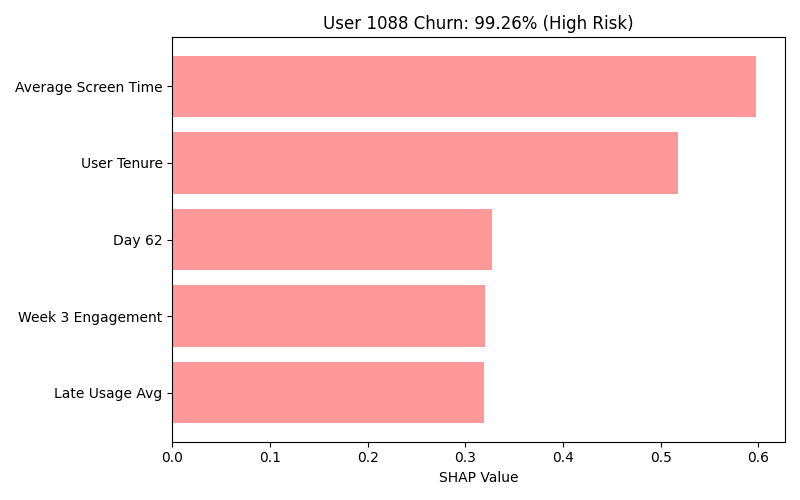 User 1088 Churn: 99.26% (High Risk)
Average Screen Time
User Tenure
Day 62
Week 3 Engagement
Late Usage Avg
0.0 0.1 0.2 0.3 0.4 0.5 0.6
SHAP Value